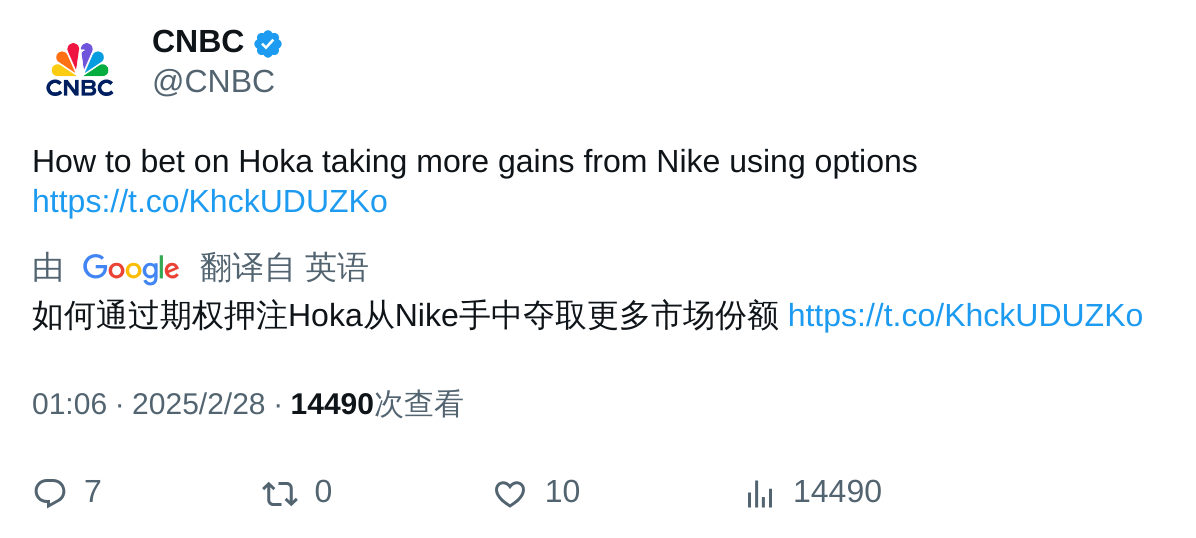 CNBC
CNBC
@CNBC
How to bet on Hoka taking more gains from Nike using options
https://t.co/KhckUDUZKo
由 Google 翻译自 英语
如何通过期权押注Hoka从Nike手中夺取更多市场份额 https://t.co/KhckUDUZKo
01:06 · 2025/2/28 · 14490次查看
7 0 10 14490